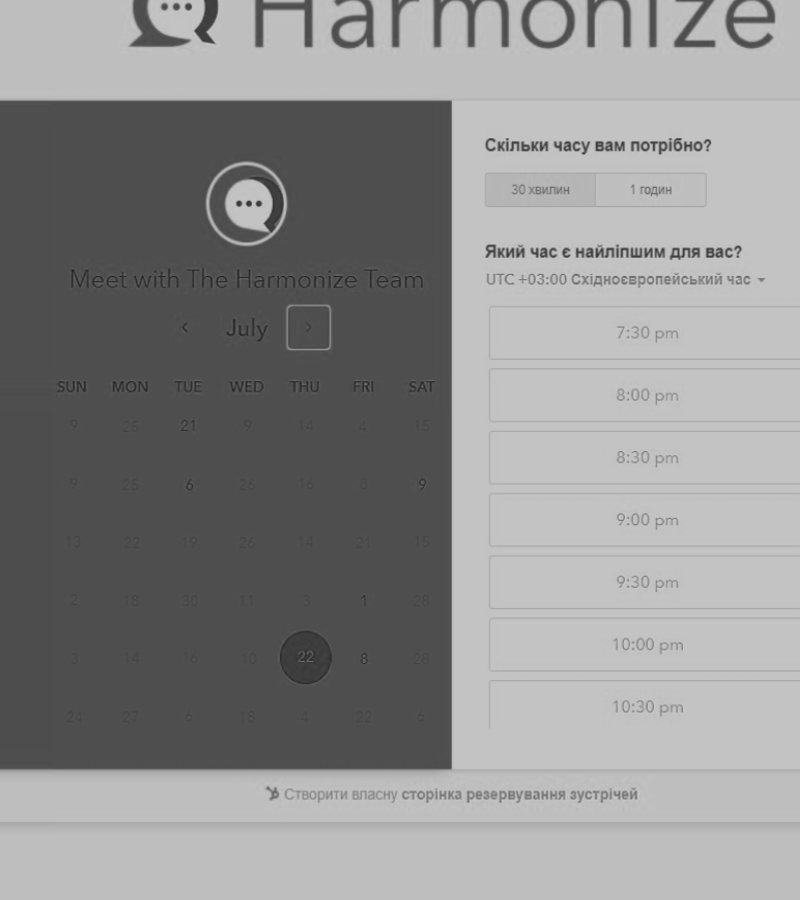 Harmonize
Meet with The Harmonize Team
July
SUN MON TUE WED THU FRI SAT
9 25 21 9 14 4 15
9 25 6 26 16 8 9
13 22 19 26 14 21 15
2 18 30 11 3 1 28
3 14 16 10 22 8 28
24 27 6 18 4 22 6
Скільки часу вам потрібно?
30 хвилин 1 годин
Який час є найліпшим для вас?
UTC +03:00 Східноєвропейський час
7:30 pm
8:00 pm
8:30 pm
9:00 pm
9:30 pm
10:00 pm
10:30 pm
Створити власну сторінка резервування зустрічей